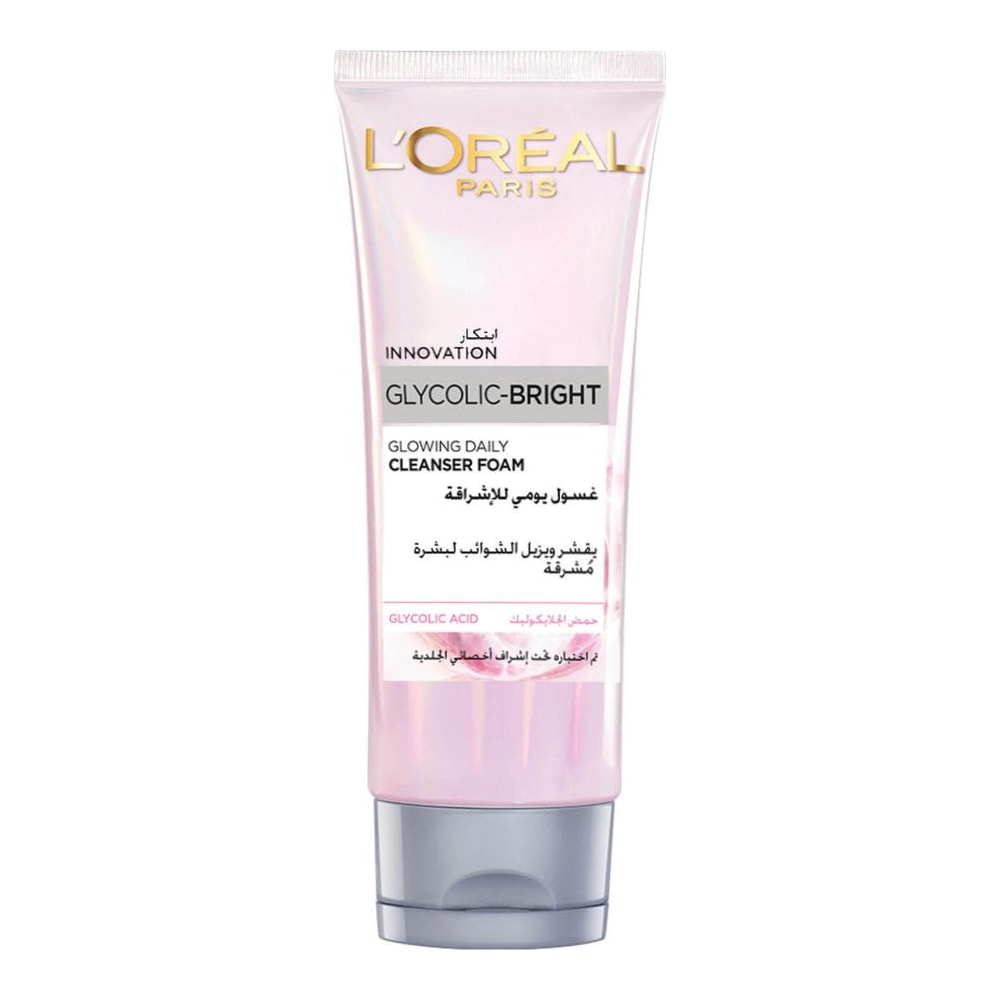 L'ORÉAL
PARIS
ابتكار
INNOVATION
GLYCOLIC-BRIGHT
GLOWING DAILY
CLEANSER FOAM
غسول يومي للإشراقة
يقشر ويزيل الشوائب لبشرة
مُشرقة
GLYCOLIC ACID حمض الجلايكوليك
تم اختباره تحت إشراف أخصائي الجلدية